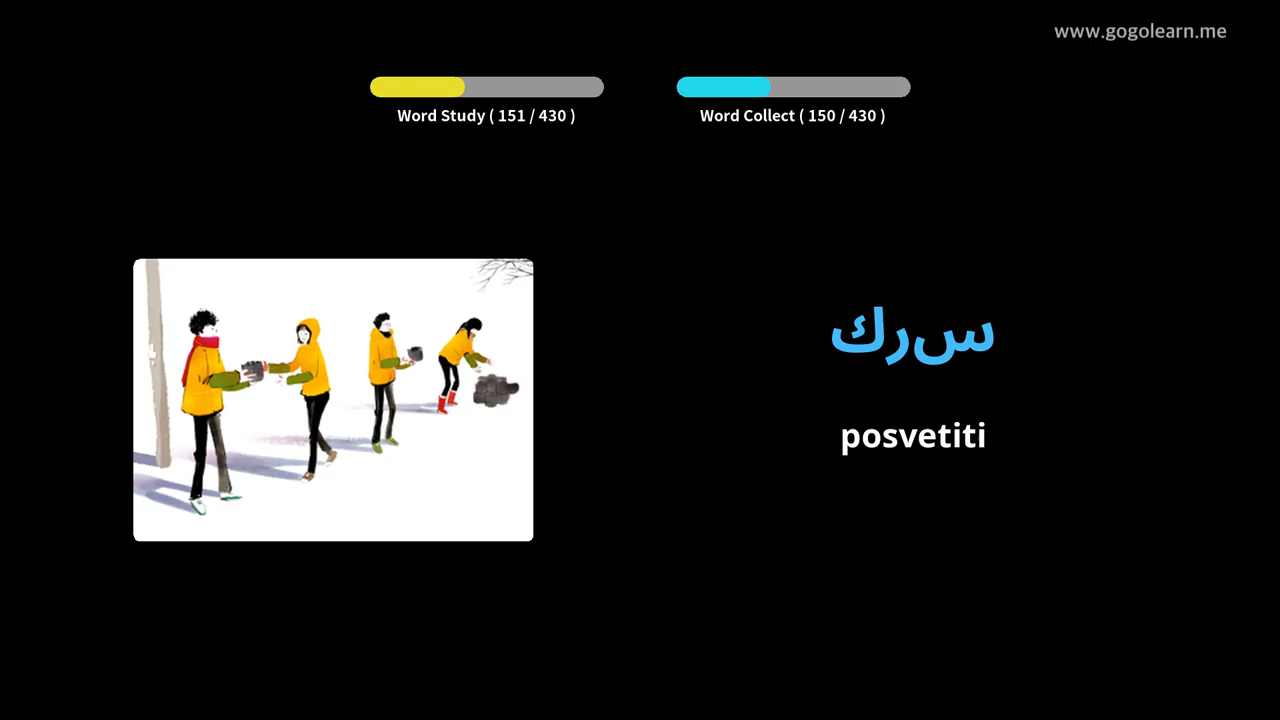 www.gogolearn.me
Word Study ( 151 / 430 )
Word Collect ( 150 / 430 )
سرك
posvetiti